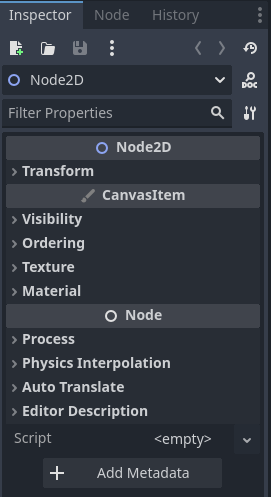 Inspector Node History
Node2D
DOC
Filter Properties
Node2D
Transform
CanvasItem
Visibility
Ordering
Texture
Material
Node
Process
Physics Interpolation
Auto Translate
Editor Description
Script <empty>
Add Metadata